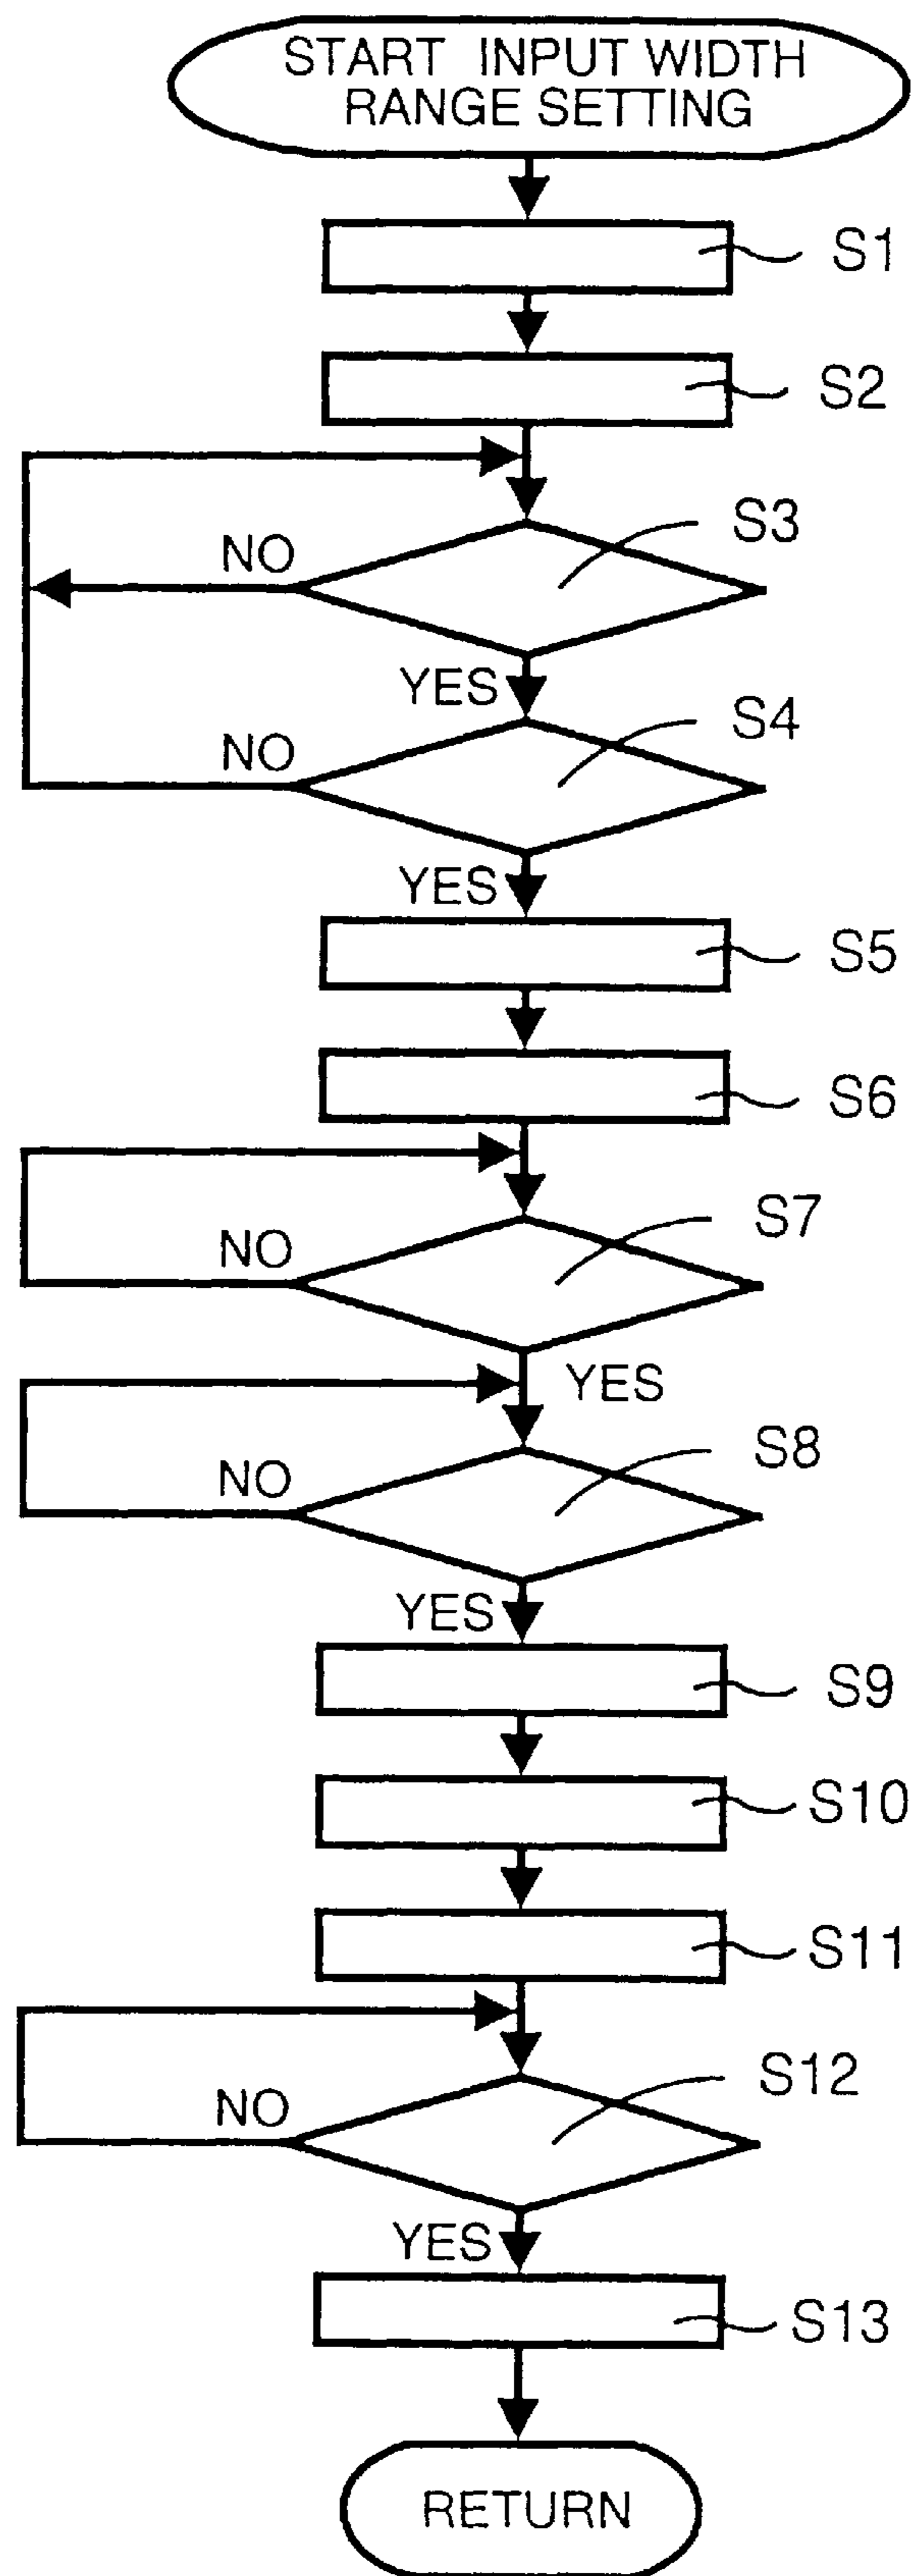 START INPUT WIDTH
RANGE SETTING
S1
S2
S3
NO
YES
S4
NO
YES
S5
S6
S7
NO
YES
S8
NO
YES
S9
S10
S11
S12
NO
YES
S13
RETURN